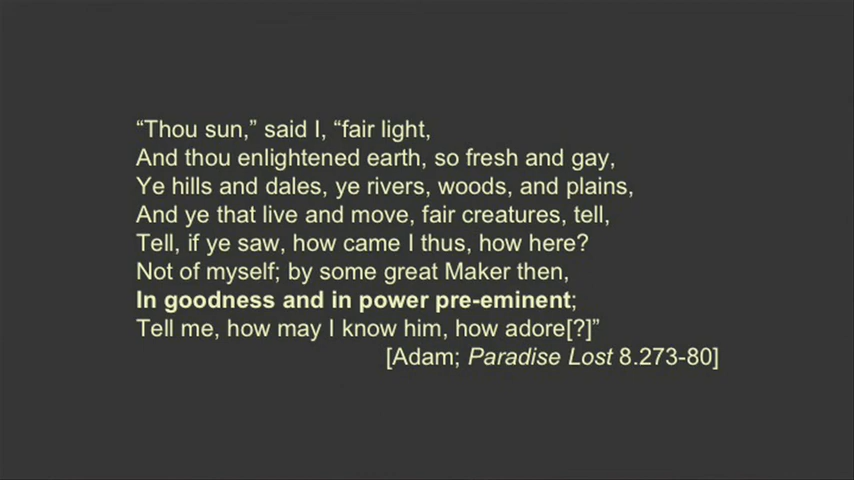 “Thou sun,” said I, “fair light,
And thou enlightened earth, so fresh and gay,
Ye hills and dales, ye rivers, woods, and plains,
And ye that live and move, fair creatures, tell,
Tell, if ye saw, how came I thus, how here?
Not of myself; by some great Maker then,
In goodness and in power pre-eminent;
Tell me, how may I know him, how adore[?]”
[Adam; Paradise Lost 8.273-80]